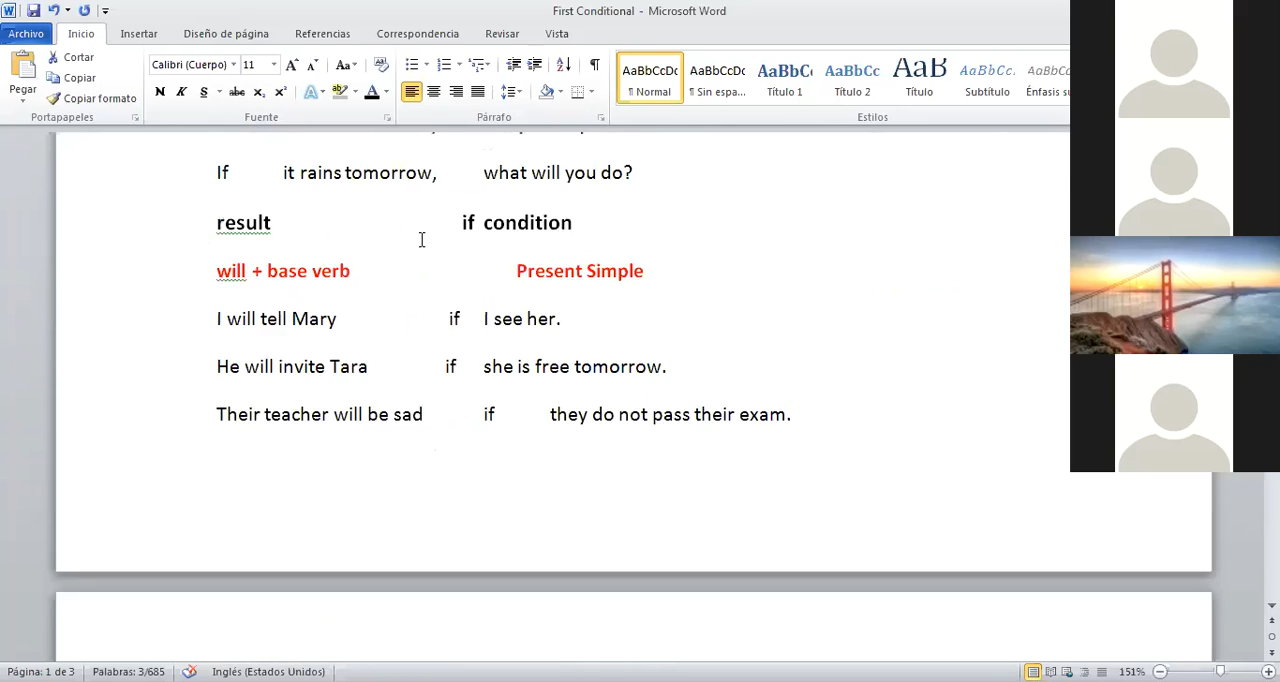 First Conditional - Microsoft Word
Archivo Inicio Insertar Diseño de página Referencias Correspondencia Revisar Vista
Cortar
Copiar
Copiar formato
Pegar
Portapapeles
Calibri (Cuerpo) 11
N K S abc x₂ x²
Fuente
Párrafo
AaBbCcDc AaBbCcDc AaBbC AaBbCc AaB AaBbCc. AaBbCc
¶ Normal ¶ Sin espa... Título 1 Título 2 Título Subtítulo Énfasis su
Estilos
If it rains tomorrow, what will you do?
result if condition
will + base verb Present Simple
I will tell Mary if I see her.
He will invite Tara if she is free tomorrow.
Their teacher will be sad if they do not pass their exam.
Página: 1 de 3 Palabras: 3/685 Inglés (Estados Unidos) 151%